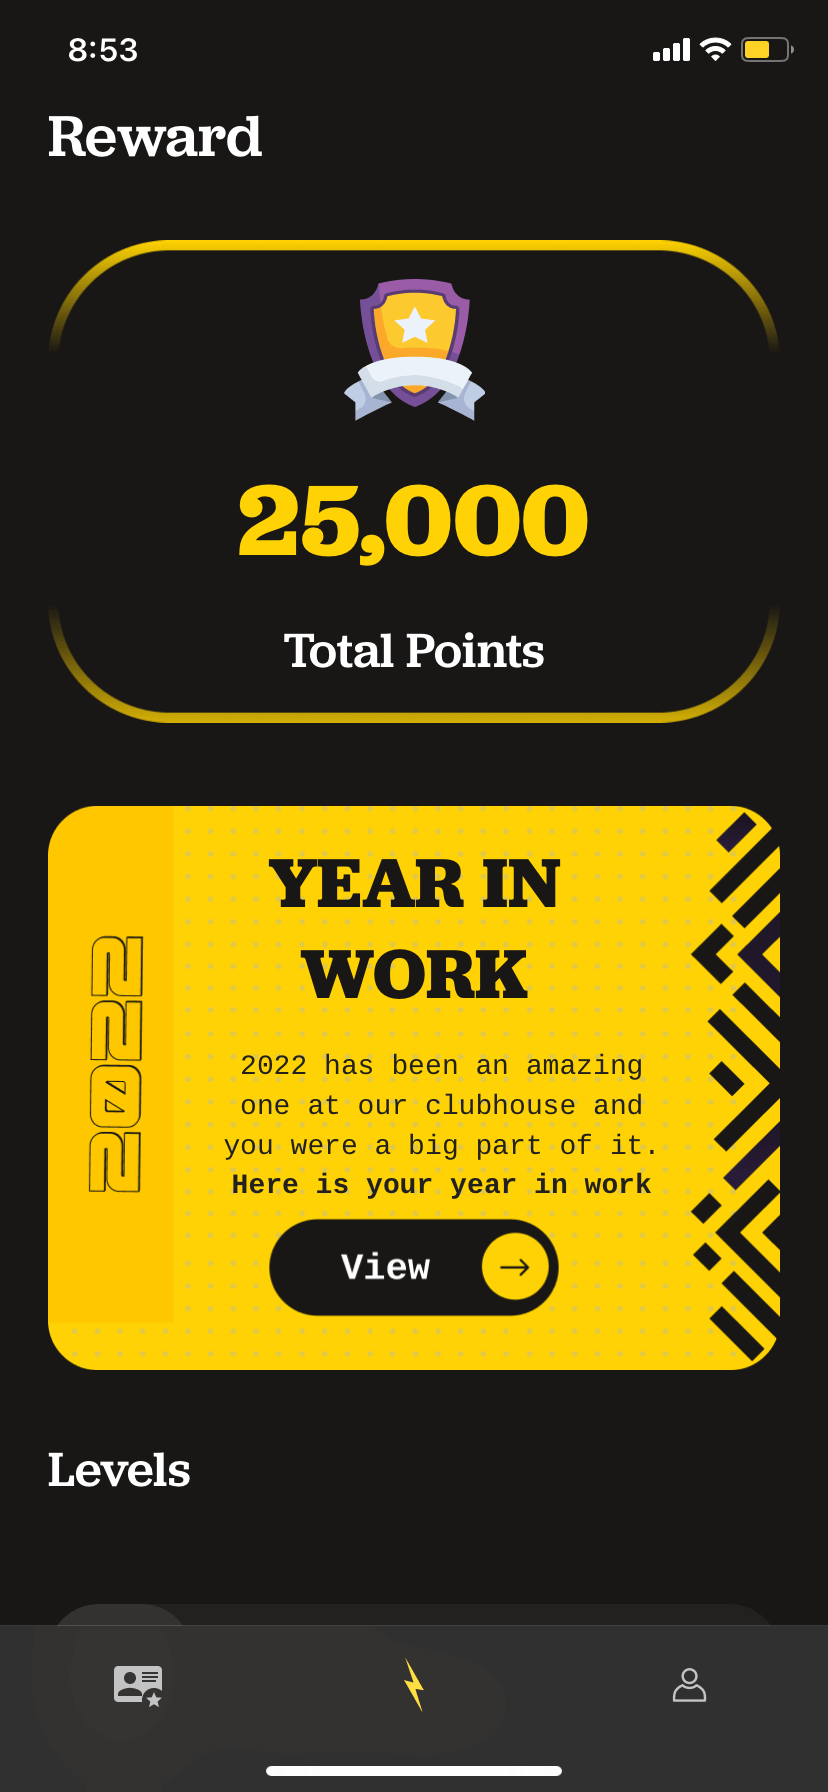 8:53
Reward
25,000
Total Points
2022
YEAR IN
WORK
2022 has been an amazing
one at our clubhouse and
you were a big part of it.
Here is your year in work
View
Levels